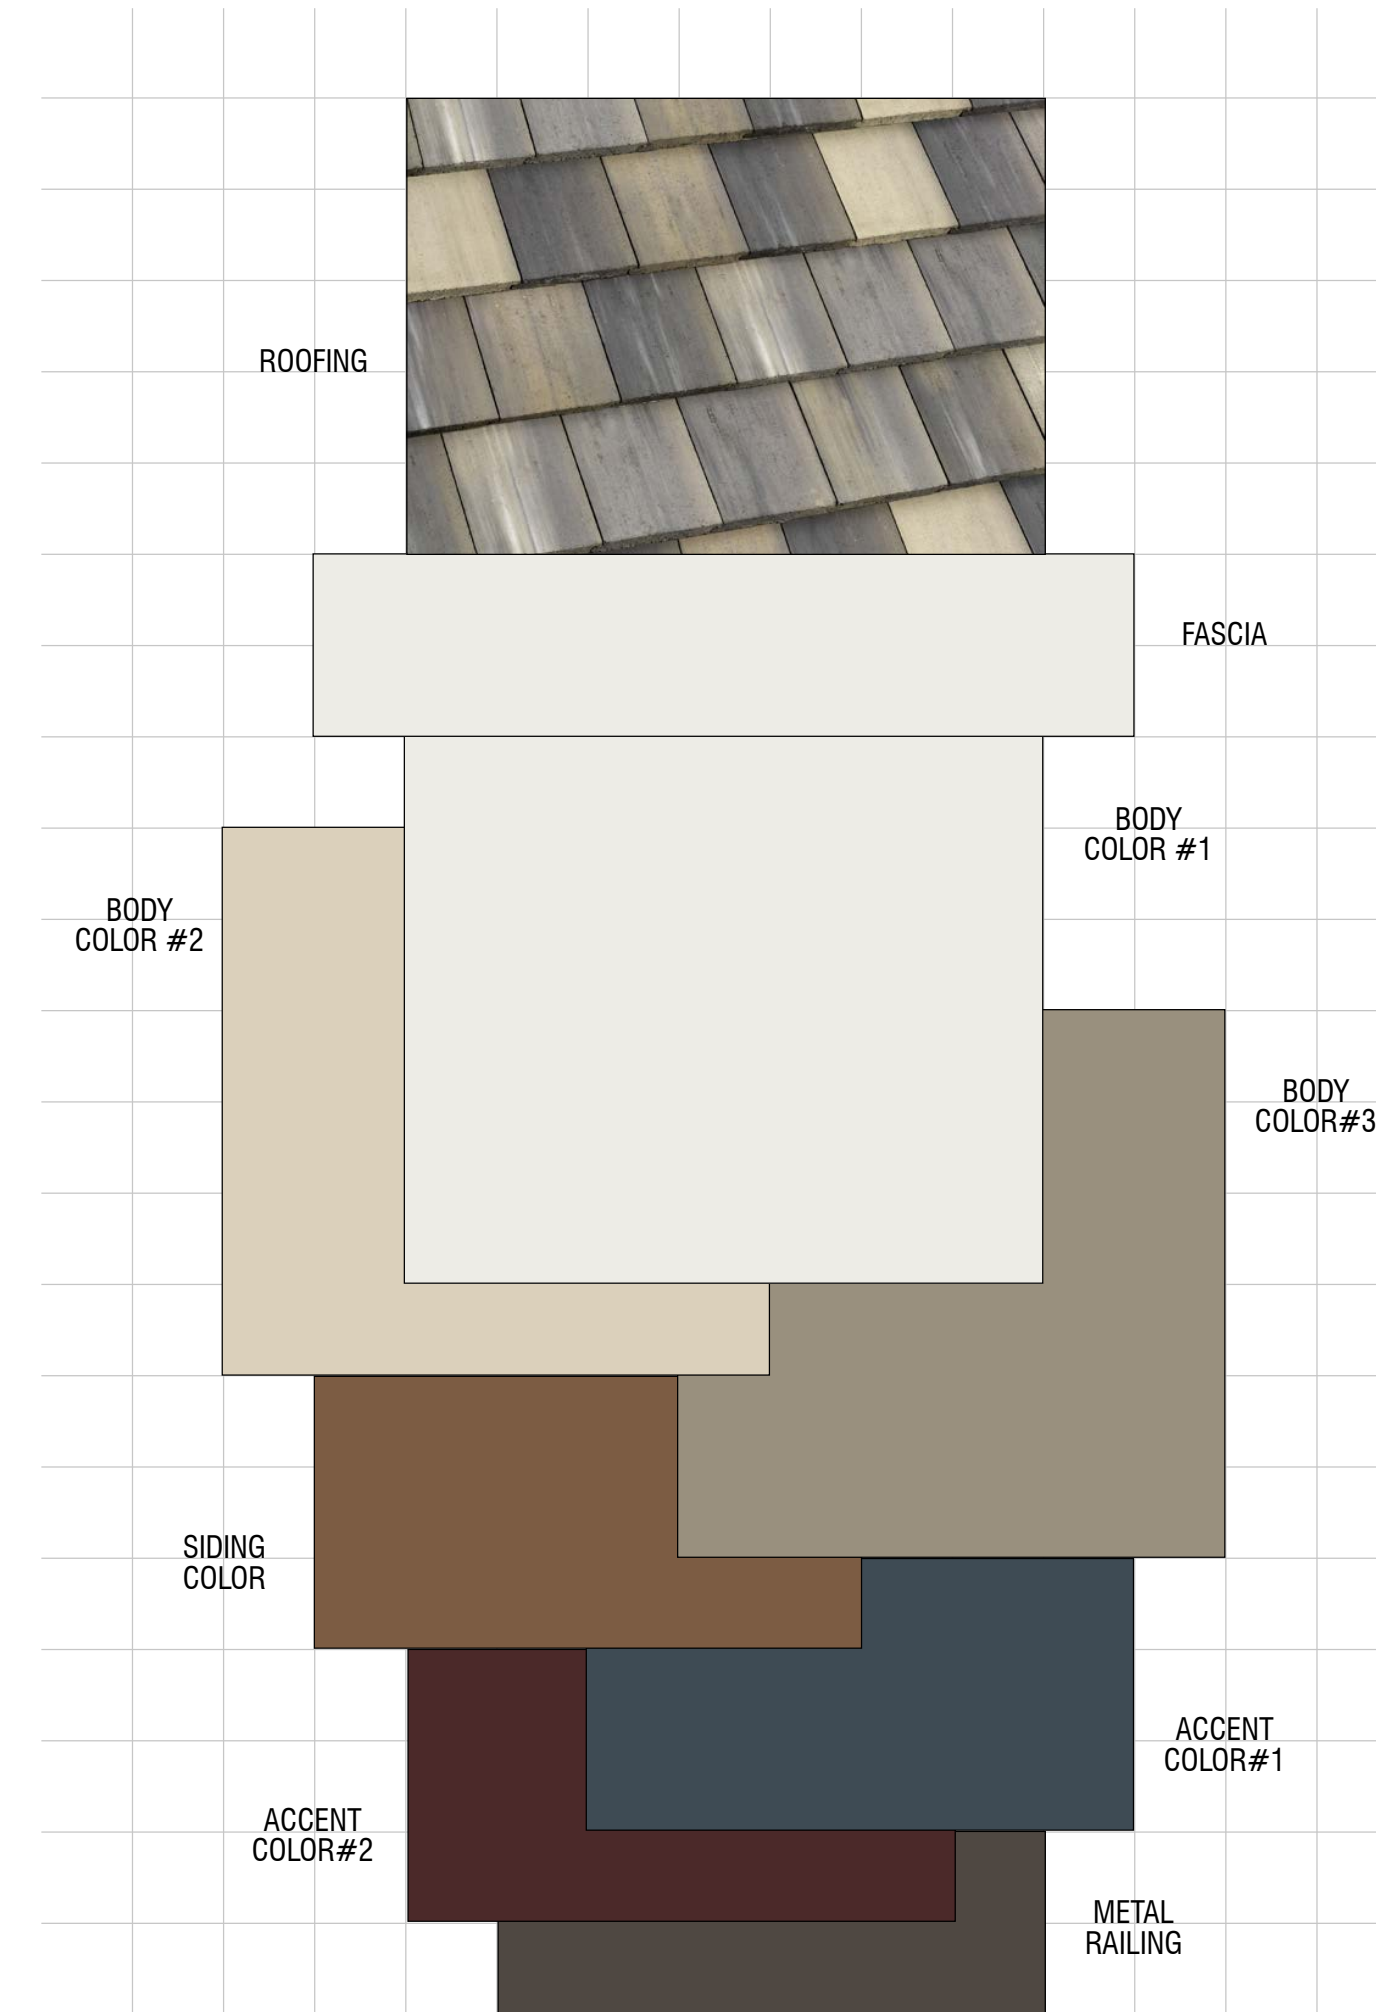 ROOFING
FASCIA
BODY
COLOR #1
BODY
COLOR #2
BODY
COLOR#3
SIDING
COLOR
ACCENT
COLOR#1
ACCENT
COLOR#2
METAL
RAILING